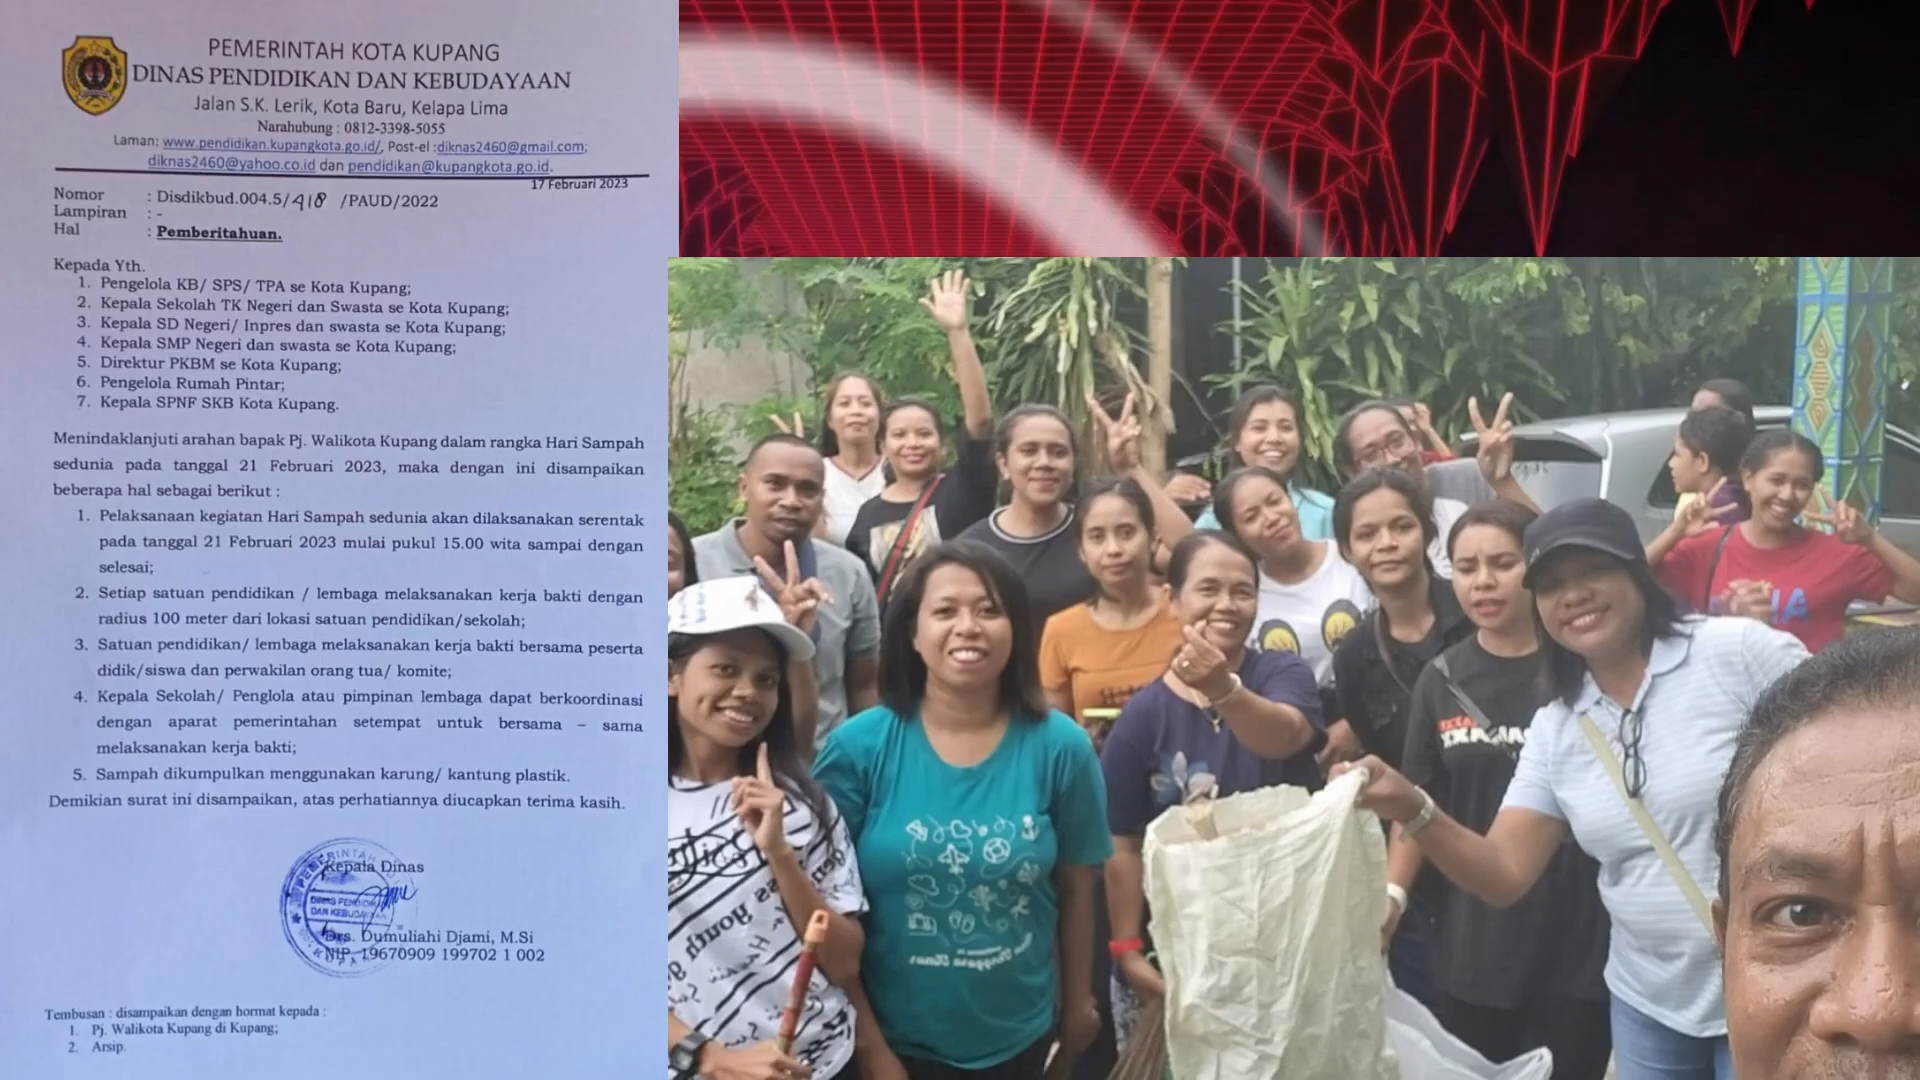 PEMERINTAH KOTA KUPANG
DINAS PENDIDIKAN DAN KEBUDAYAAN
Jalan S.K. Lerik, Kota Baru, Kelapa Lima
Narahubung : 0812-3398-5055
Laman: www.pendidikan.kupangkota.go.id/, Post-el :diknas2460@gmail.com;
diknas2460@yahoo.co.id dan pendidikan@kupangkota.go.id.
17 Februari 2023
Nomor : Disdikbud.004.5/418 /PAUD/2022
Lampiran : -
Hal : Pemberitahuan.
Kepada Yth.
1. Pengelola KB/ SPS/ TPA se Kota Kupang;
2. Kepala Sekolah TK Negeri dan Swasta se Kota Kupang;
3. Kepala SD Negeri/ Inpres dan swasta se Kota Kupang;
4. Kepala SMP Negeri dan swasta se Kota Kupang;
5. Direktur PKBM se Kota Kupang;
6. Pengelola Rumah Pintar;
7. Kepala SPNF SKB Kota Kupang.
Menindaklanjuti arahan bapak Pj. Walikota Kupang dalam rangka Hari Sampah
sedunia pada tanggal 21 Februari 2023, maka dengan ini disampaikan
beberapa hal sebagai berikut :
1. Pelaksanaan kegiatan Hari Sampah sedunia akan dilaksanakan serentak
pada tanggal 21 Februari 2023 mulai pukul 15.00 wita sampai dengan
selesai;
2. Setiap satuan pendidikan / lembaga melaksanakan kerja bakti dengan
radius 100 meter dari lokasi satuan pendidikan/sekolah;
3. Satuan pendidikan/ lembaga melaksanakan kerja bakti bersama peserta
didik/siswa dan perwakilan orang tua/ komite;
4. Kepala Sekolah/ Penglola atau pimpinan lembaga dapat berkoordinasi
dengan aparat pemerintahan setempat untuk bersama – sama
melaksanakan kerja bakti;
5. Sampah dikumpulkan menggunakan karung/ kantung plastik.
Demikian surat ini disampaikan, atas perhatiannya diucapkan terima kasih.
Kepala Dinas
DINAS PENDIDIK
DAN KEBUDAYAAN
Drs. Dumuliahi Djami, M.Si
NIP. 19670909 199702 1 002
Tembusan : disampaikan dengan hormat kepada :
1. Pj. Walikota Kupang di Kupang;
2. Arsip.